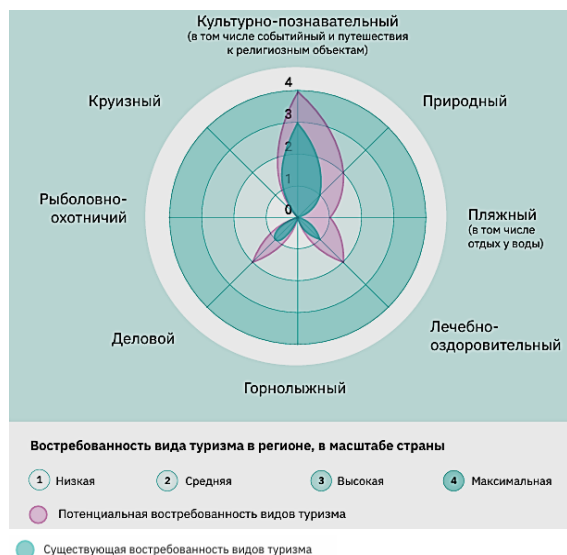 Культурно-познавательный
(в том числе событийный и путешествия
к религиозным объектам)
Круизный
Природный
4
3
2
1
0
Рыболовно-
охотничий
Пляжный
(в том числе
отдых у воды)
Деловой
Лечебно-
оздоровительный
Горнолыжный
Востребованность вида туризма в регионе, в масштабе страны
1 Низкая 2 Средняя 3 Высокая 4 Максимальная
Потенциальная востребованность видов туризма
Существующая востребованность видов туризма